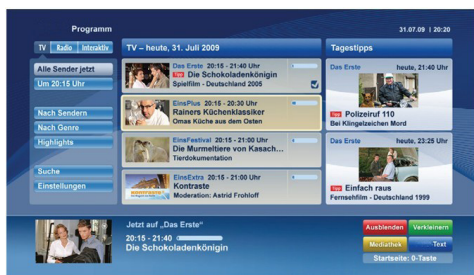 Programm
31.07.09 | 20:20
TV Radio Interaktiv
TV – heute, 31. Juli 2009
Tagestipps
Alle Sender jetzt
Um 20:15 Uhr
Nach Sendern
Nach Genre
Highlights
Suche
Einstellungen
Das Erste 20:15 - 21:40 Uhr
Tipp Die Schokoladenkönigin
Spielfilm - Deutschland 2005
EinsPlus 20:15 - 20:30 Uhr
Rainers Küchenklassiker
Omas Küche aus dem Osten
EinsFestival 20:15 - 21:00 Uhr
Die Murmeltiere von Kasach...
Tierdokumentation
EinsExtra 20:15 - 21:00 Uhr
Kontraste
Moderation: Astrid Frohloff
Das Erste heute, 21:40 Uhr
Tipp Polizeiruf 110
Bei Klingelzeichen Mord
Das Erste heute, 23:25 Uhr
Tipp Einfach raus
Fernsehfilm - Deutschland 1999
Jetzt auf „Das Erste“
20:15 - 21:40
Die Schokoladenkönigin
Ausblenden Verkleinern
Mediathek Text
Startseite: 0-Taste